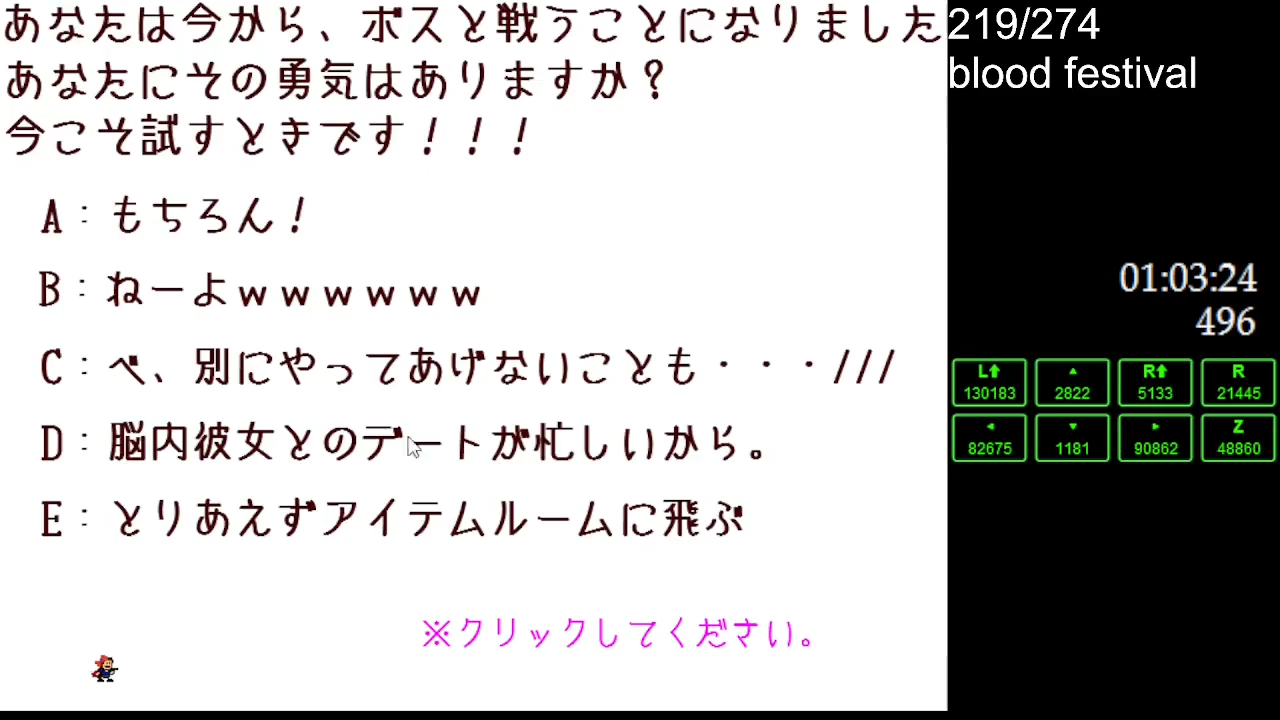 あなたは今から、ボスと戦うことになりました
あなたにその勇気はありますか?
今こそ試すときです!!!
A:もちろん!
B:ねーよwwwwww
C:べ、別にやってあげないことも・・・///
D:脳内彼女とのデートが忙しいから。
E:とりあえずアイテムルームに飛ぶ
※クリックしてください。
219/274
blood festival
01:03:24
496
L⬆ ▲ R⬆ R
130183 2822 5133 21445
◀ ▼ ▶ Z
82675 1181 90862 48860